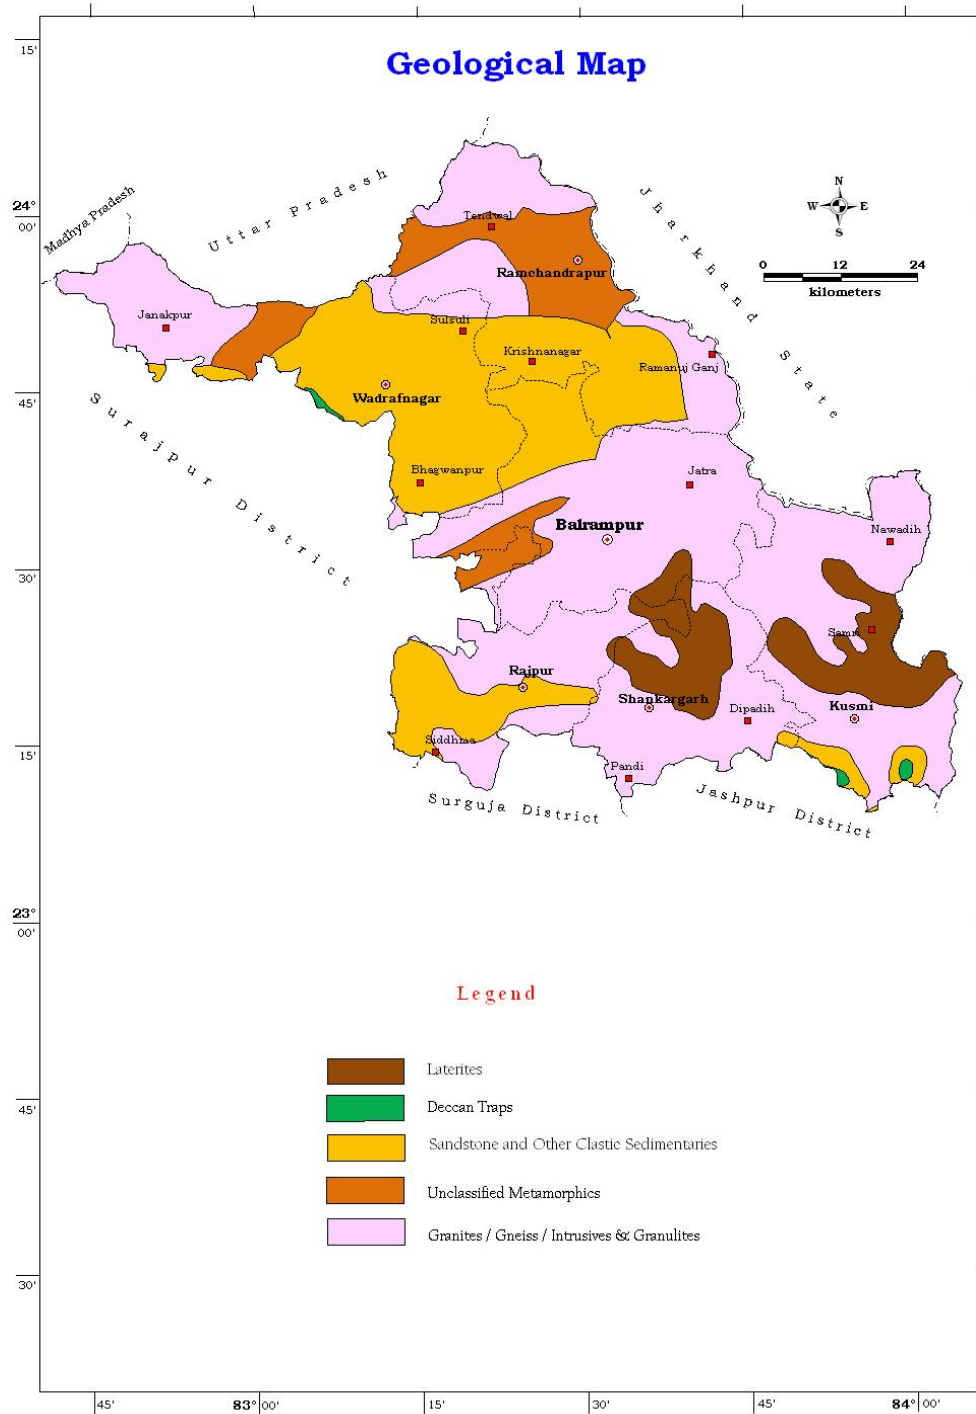 Geological Map
15'
24°
00'
45'
30'
15'
23°
00'
45'
30'
Madhya Pradesh
Uttar Pradesh
Jharkhand State
N
W E
S
0 12 24
kilometers
Tendwal
Ramchandrapur
Janakpur
Sulsuli
Krishnanagar
Ramanuj Ganj
Wadrafnagar
Surajpur District
Bhagwanpur
Jatra
Balrampur
Nawadih
Samri
Rajpur
Shankargarh
Dipadih
Kusmi
Siddhma
Pandi
Surguja District
Jashpur District
Legend
Laterites
Deccan Traps
Sandstone and Other Clastic Sedimentaries
Unclassified Metamorphics
Granites / Gneiss / Intrusives & Granulites
45' 83° 00' 15' 30' 45' 84° 00'